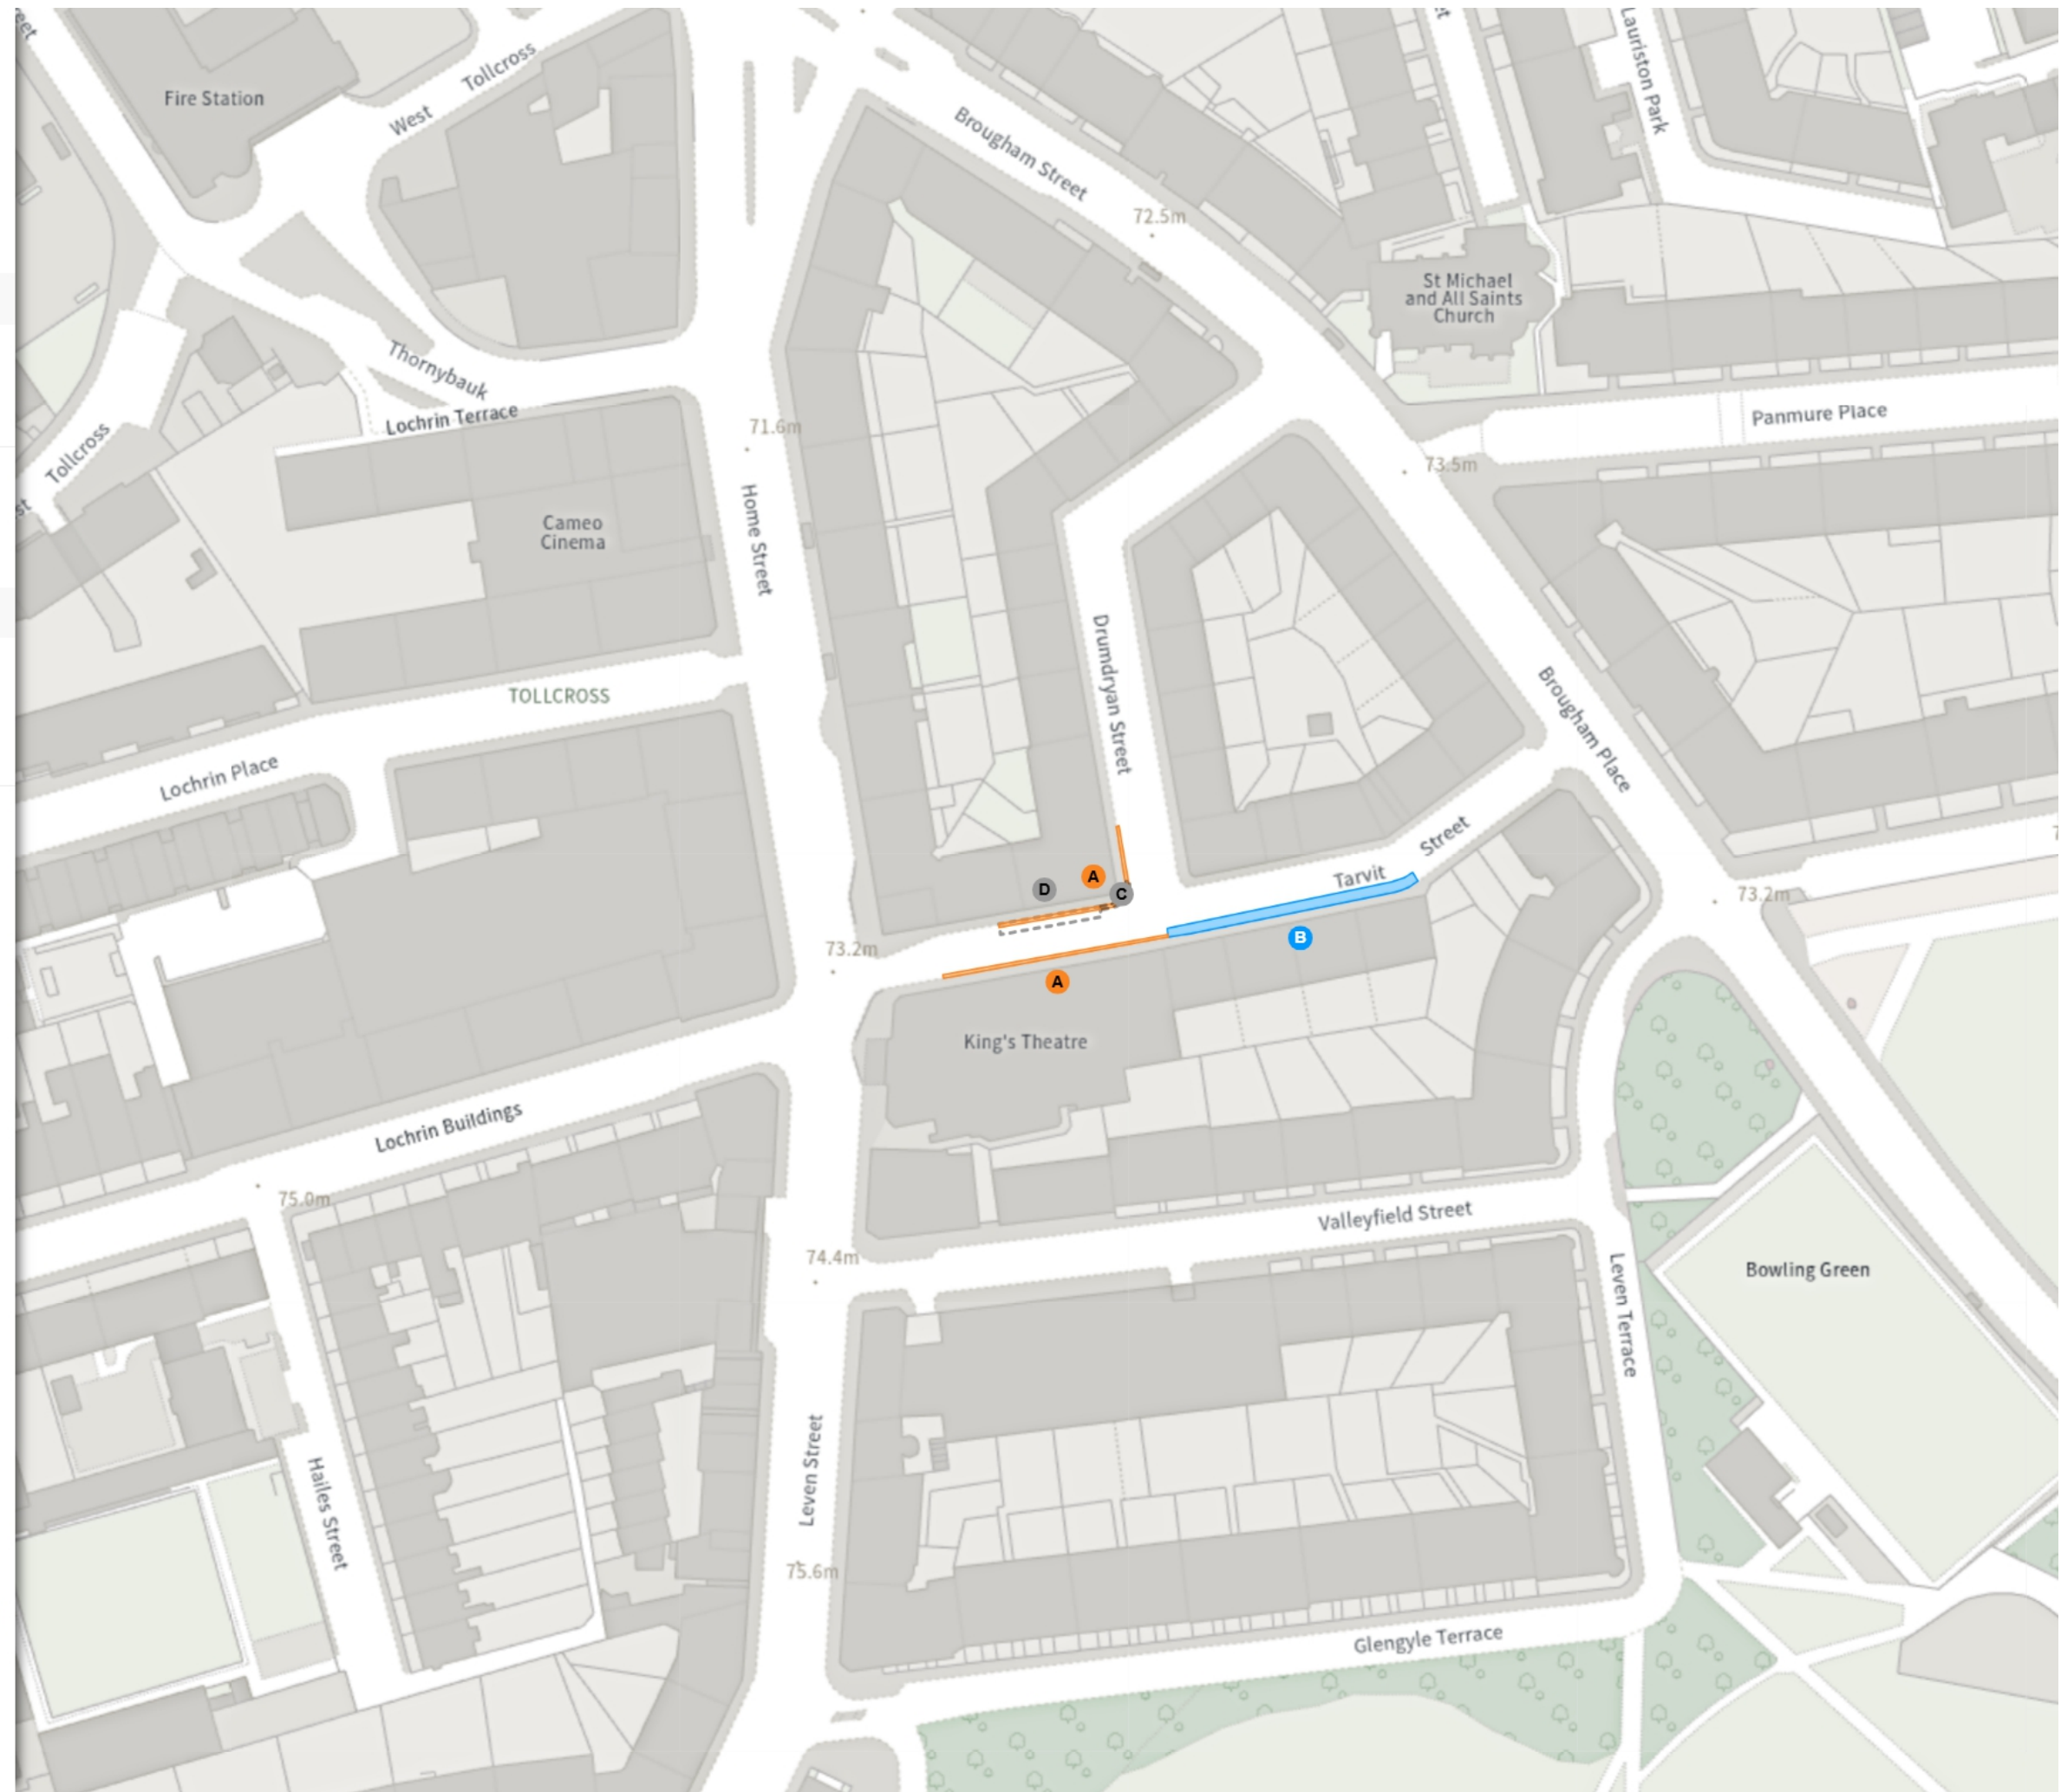 Fire Station
West Tollcross
Brougham Street
Lauriston Park
72.5m
St Michael
and All Saints
Church
Thornybauk
Lochrin Terrace
71.6m
Panmure Place
Tollcross
73.5m
Home Street
Cameo
Cinema
Drumdryan Street
TOLLCROSS
Brougham Place
Lochrin Place
Tarvit Street
D
A
C
73.2m
73.2m
B
A
King's Theatre
Lochrin Buildings
75.0m
Valleyfield Street
74.4m
Bowling Green
Leven Terrace
Leven Street
Hailes Street
75.6m
Glengyle Terrace